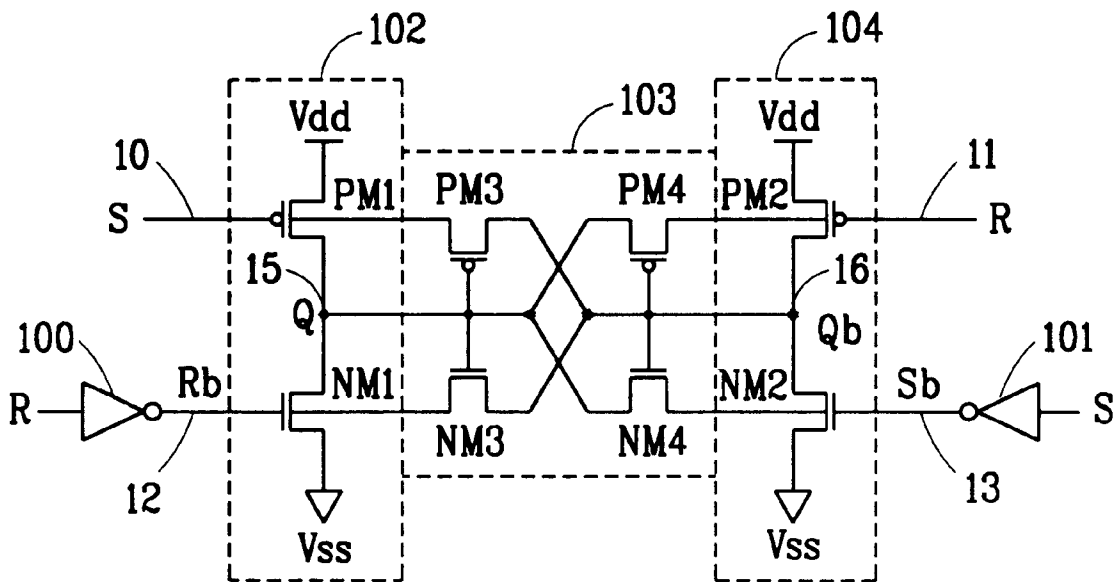 102
104
Vdd
103
Vdd
10
11
PM1
PM3
PM4
PM2
S
R
15
16
Q
Qb
100
101
Rb
NM1
NM2
Sb
R
S
NM3
NM4
12
13
Vss
Vss